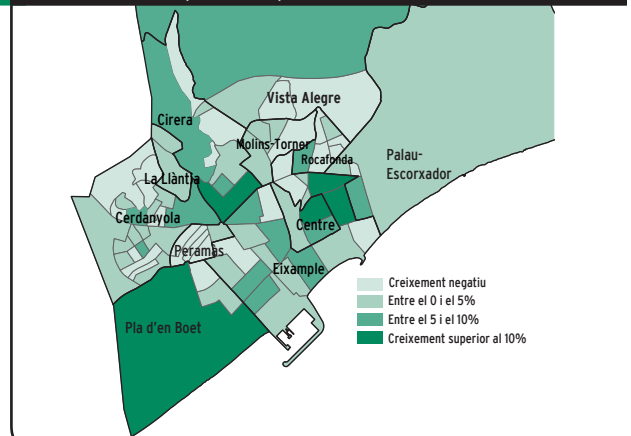 Vista Alegre
Cirera
Molins-Torner
Rocafonda
Palau-
Escorxador
La Llàntia
Cerdanyola
Centre
Peramàs
Eixample
Pla d'en Boet
Creixement negatiu
Entre el 0 i el 5%
Entre el 5 i el 10%
Creixement superior al 10%